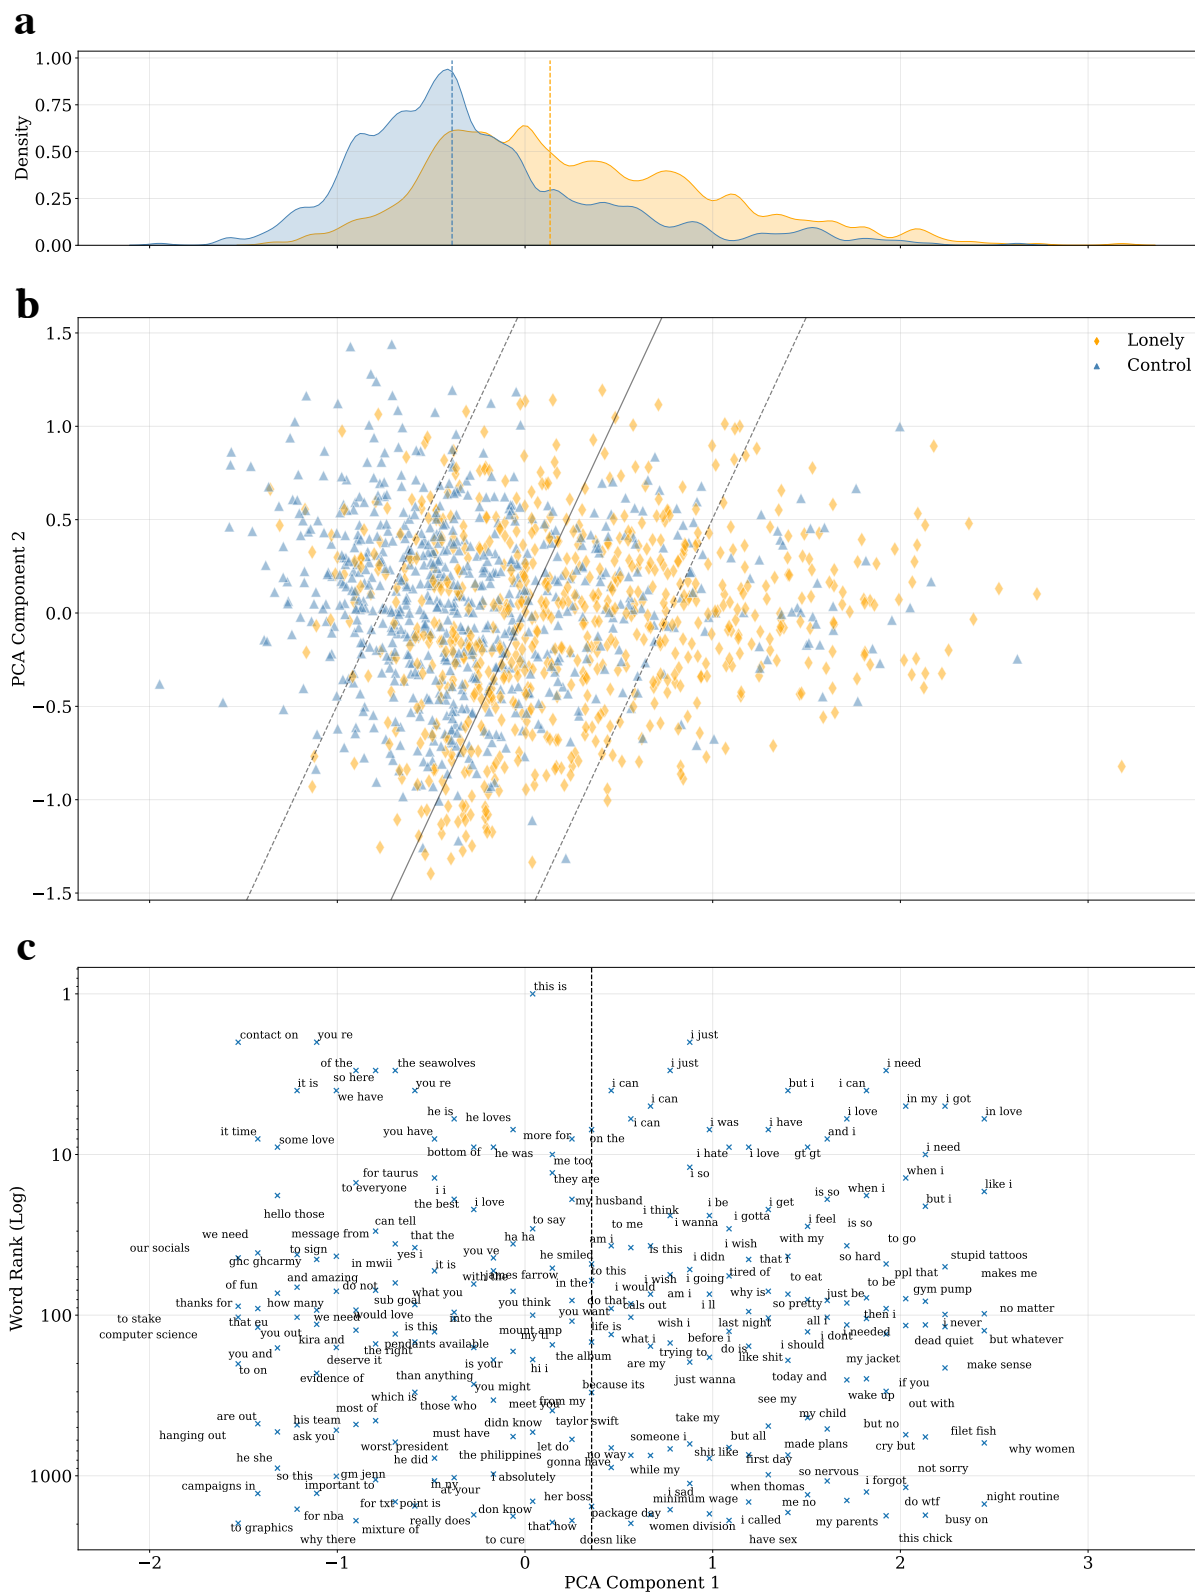 a
1.00
0.75
0.50
0.25
0.00
Density
b
1.5
1.0
0.5
0.0
−0.5
−1.0
−1.5
PCA Component 2
Lonely
Control
c
1
10
100
1000
Word Rank (Log)
this is
contact on
you re
i just
of the
the seawolves
i just
i need
so here
it is
we have
you re
i can
but i
i can
i can
in my
i got
he is
he loves
i can
i love
in love
it time
some love
you have
more for
on the
i was
i have
and i
bottom of
he was
me too
i hate
i love
gt gt
i need
for taurus
they are
i so
when i
to everyone
i i
my husband
is so
when i
like i
hello those
the best
i love
i think
i be
i get
but i
can tell
to say
to me
i wanna
i gotta
i feel
is so
we need
message from
that the
ha ha
am i
i wish
with my
to go
our socials
to sign
yes i
you ve
he smiled
is this
i didn
that i
so hard
stupid tattoos
ghc ghcarmy
in mwii
it is
james farrow
to this
tired of
ppl that
makes me
of fun
and amazing
do not
with the
in the
i would
i wish
i going
to eat
to be
gym pump
what you
am i
why is
just be
thanks for
how many
sub goal
you think
do that
cals out
i ll
so pretty
no matter
to stake
that eu
we need
would love
into the
you want
life is
wish i
last night
all i
then i
i never
computer science
you out
is this
mount amp
my tl
what i
before i
i dont
i needed
dead quiet
but whatever
kira and
pendants available
the right
trying to
do is
i should
you and
deserve it
is your
hi i
the album
are my
like shit
my jacket
make sense
to on
evidence of
than anything
you might
because its
just wanna
today and
if you
which is
those who
meet you
from my
see my
wake up
out with
are out
his team
most of
didn know
taylor swift
take my
my child
but no
filet fish
hanging out
ask you
worst president
must have
let do
someone i
but all
made plans
cry but
why women
he she
he did
the philippines
no way
shit like
first day
not sorry
so this
gm jenn
i absolutely
gonna have
while my
so nervous
i forgot
campaigns in
important to
in ny
at your
her boss
i sad
when thomas
night routine
for nba
for txt
point is
don know
package day
minimum wage
me no
do wtf
to graphics
mixture of
really does
that how
women division
i called
my parents
busy on
why there
to cure
doesn like
have sex
this chick
−2
−1
0
1
2
3
PCA Component 1